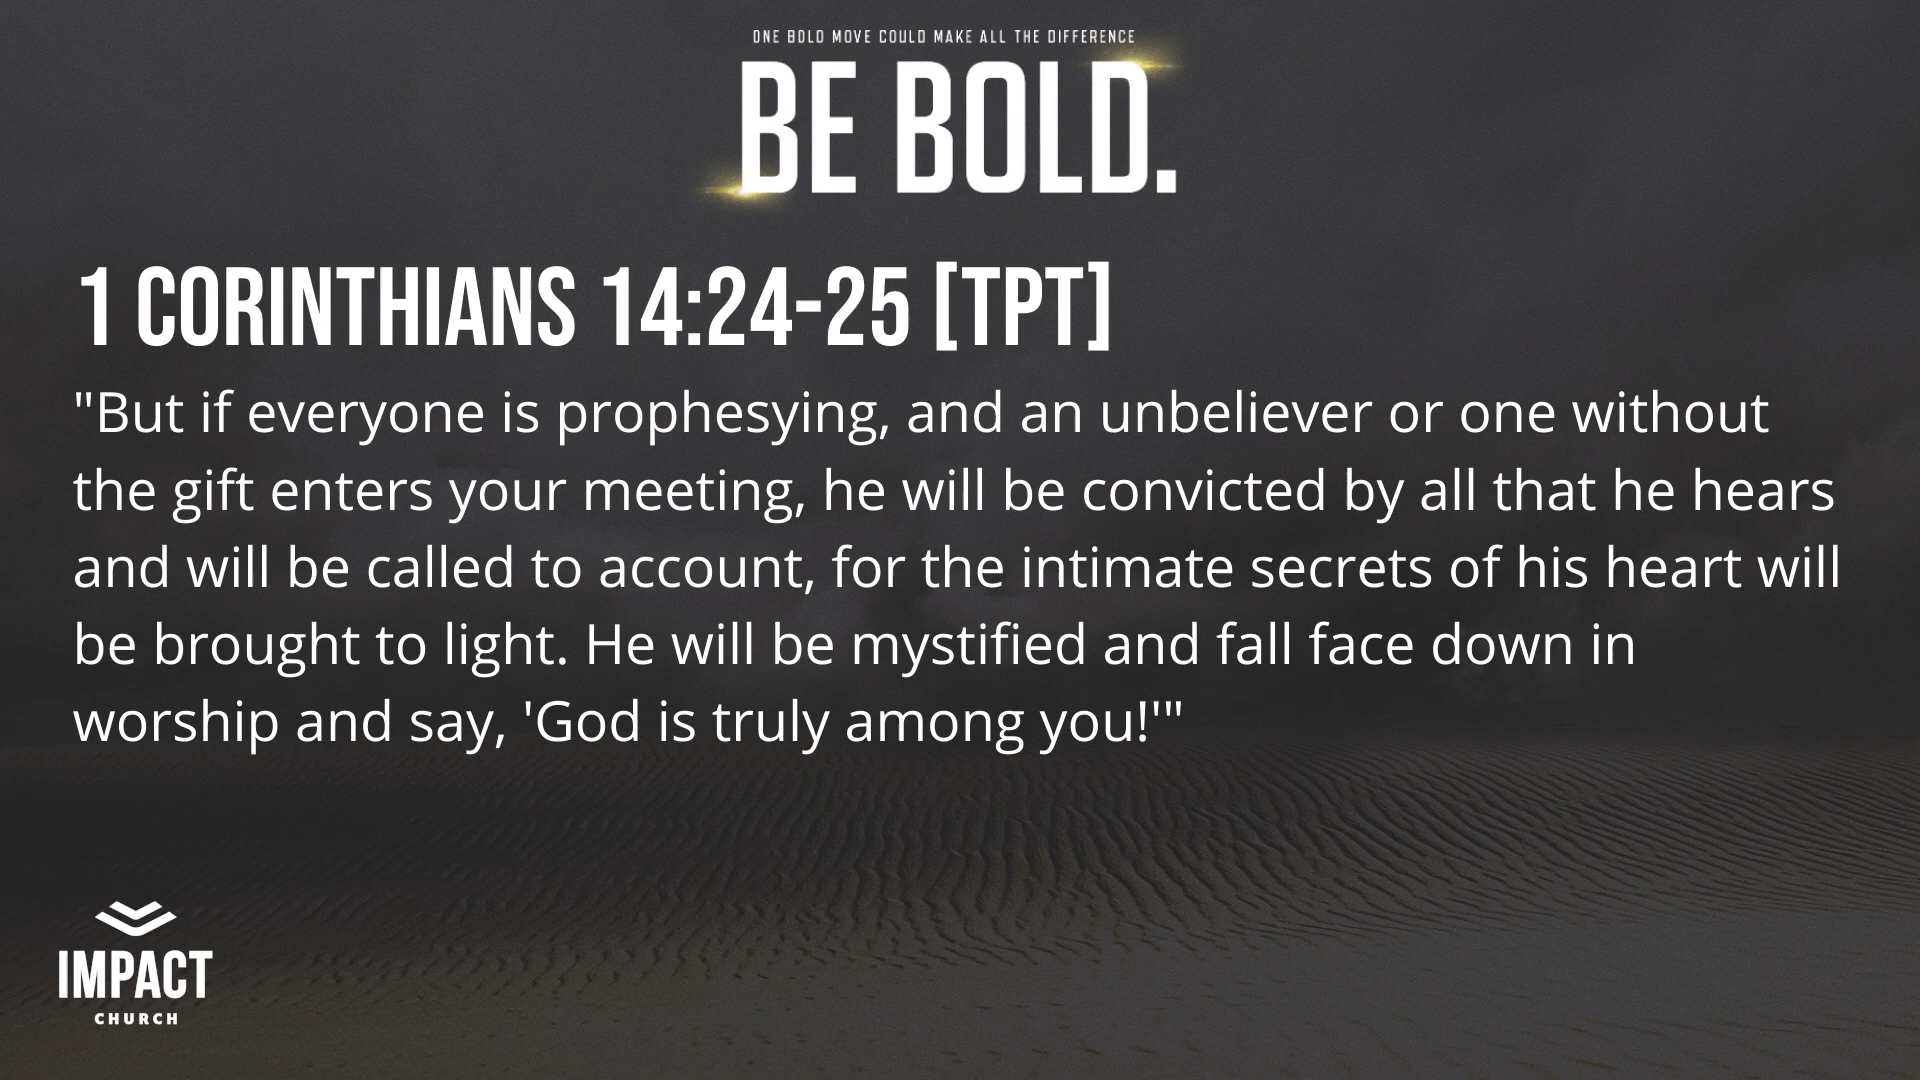 ONE BOLD MOVE COULD MAKE ALL THE DIFFERENCE
BE BOLD.
1 CORINTHIANS 14:24-25 [TPT]
"But if everyone is prophesying, and an unbeliever or one without
the gift enters your meeting, he will be convicted by all that he hears
and will be called to account, for the intimate secrets of his heart will
be brought to light. He will be mystified and fall face down in
worship and say, 'God is truly among you!'"
IMPACT
CHURCH